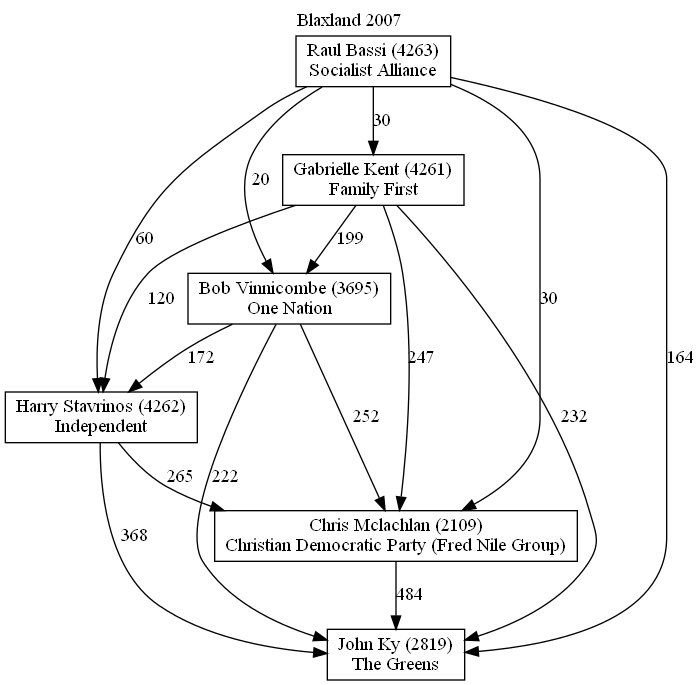 Blaxland 2007
Raul Bassi (4263)
Socialist Alliance
30
Gabrielle Kent (4261)
Family First
20
60
199
120
Bob Vinnicombe (3695)
One Nation
30
172
247
164
Harry Stavrinos (4262)
Independent
252
232
265
222
Chris Mclachlan (2109)
Christian Democratic Party (Fred Nile Group)
368
484
John Ky (2819)
The Greens